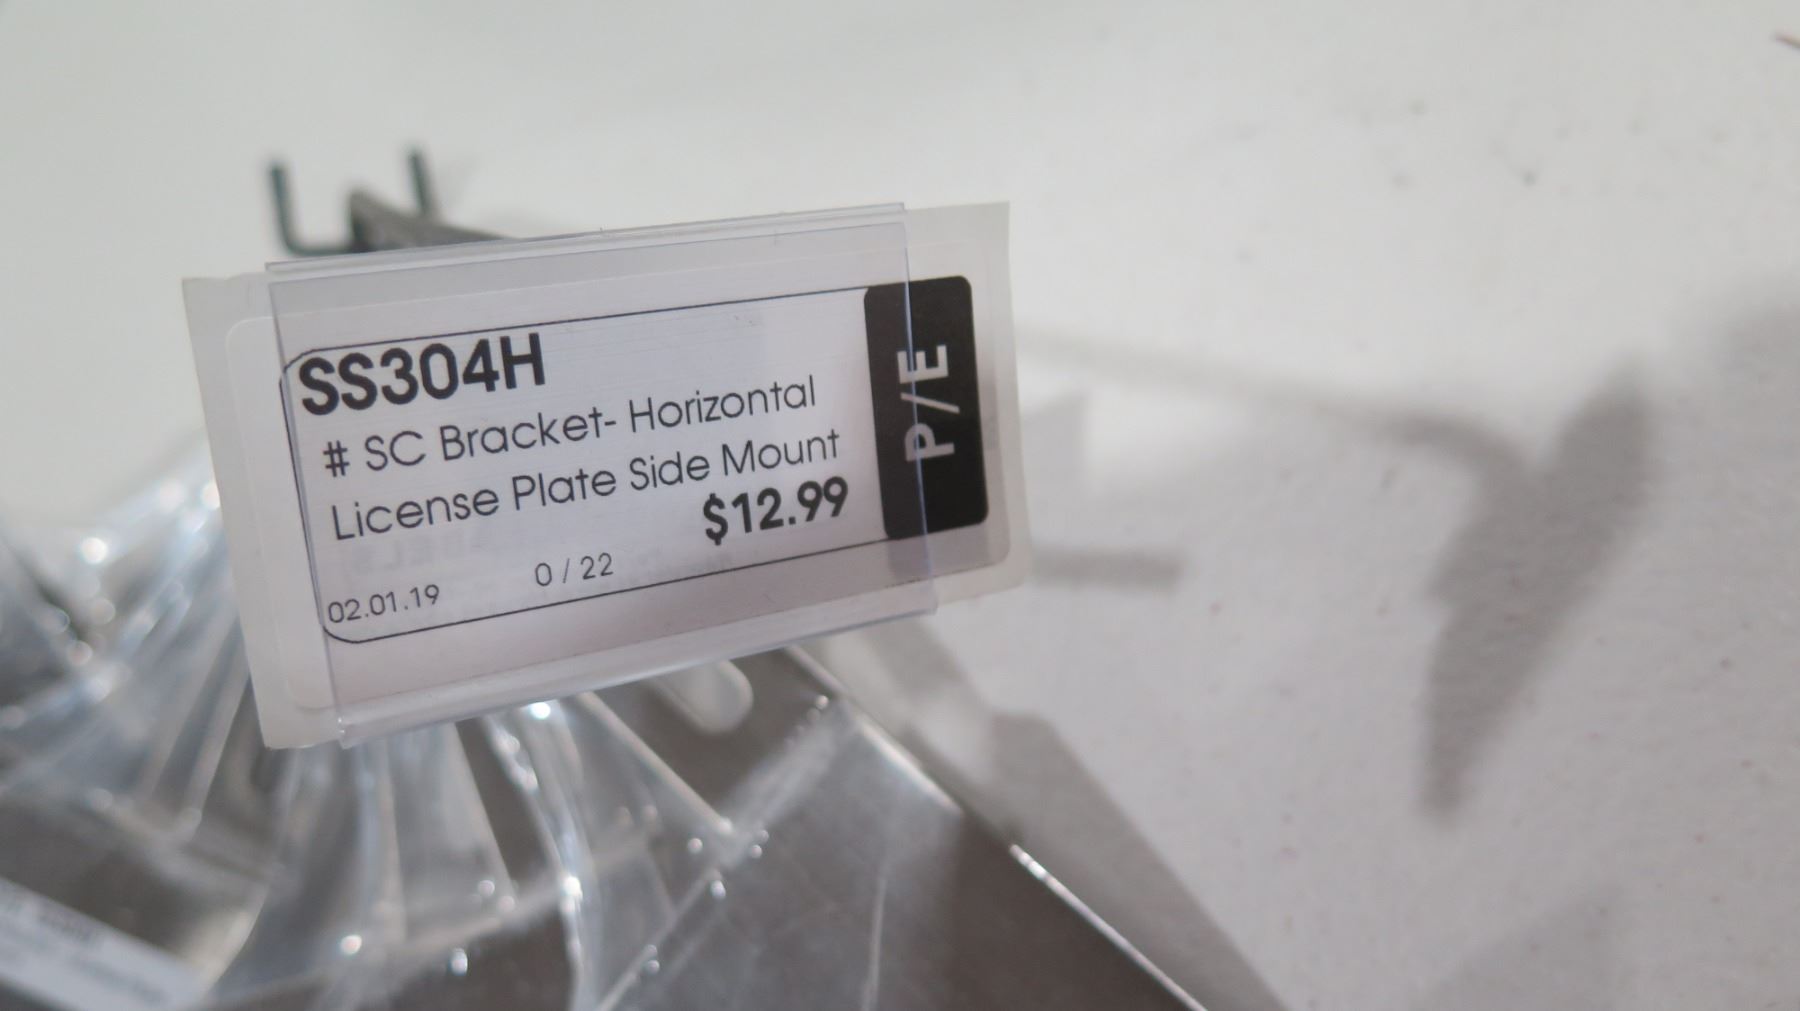 SS304H
# SC Bracket- Horizontal
License Plate Side Mount
$12.99
02.01.19 0 / 22
P/E